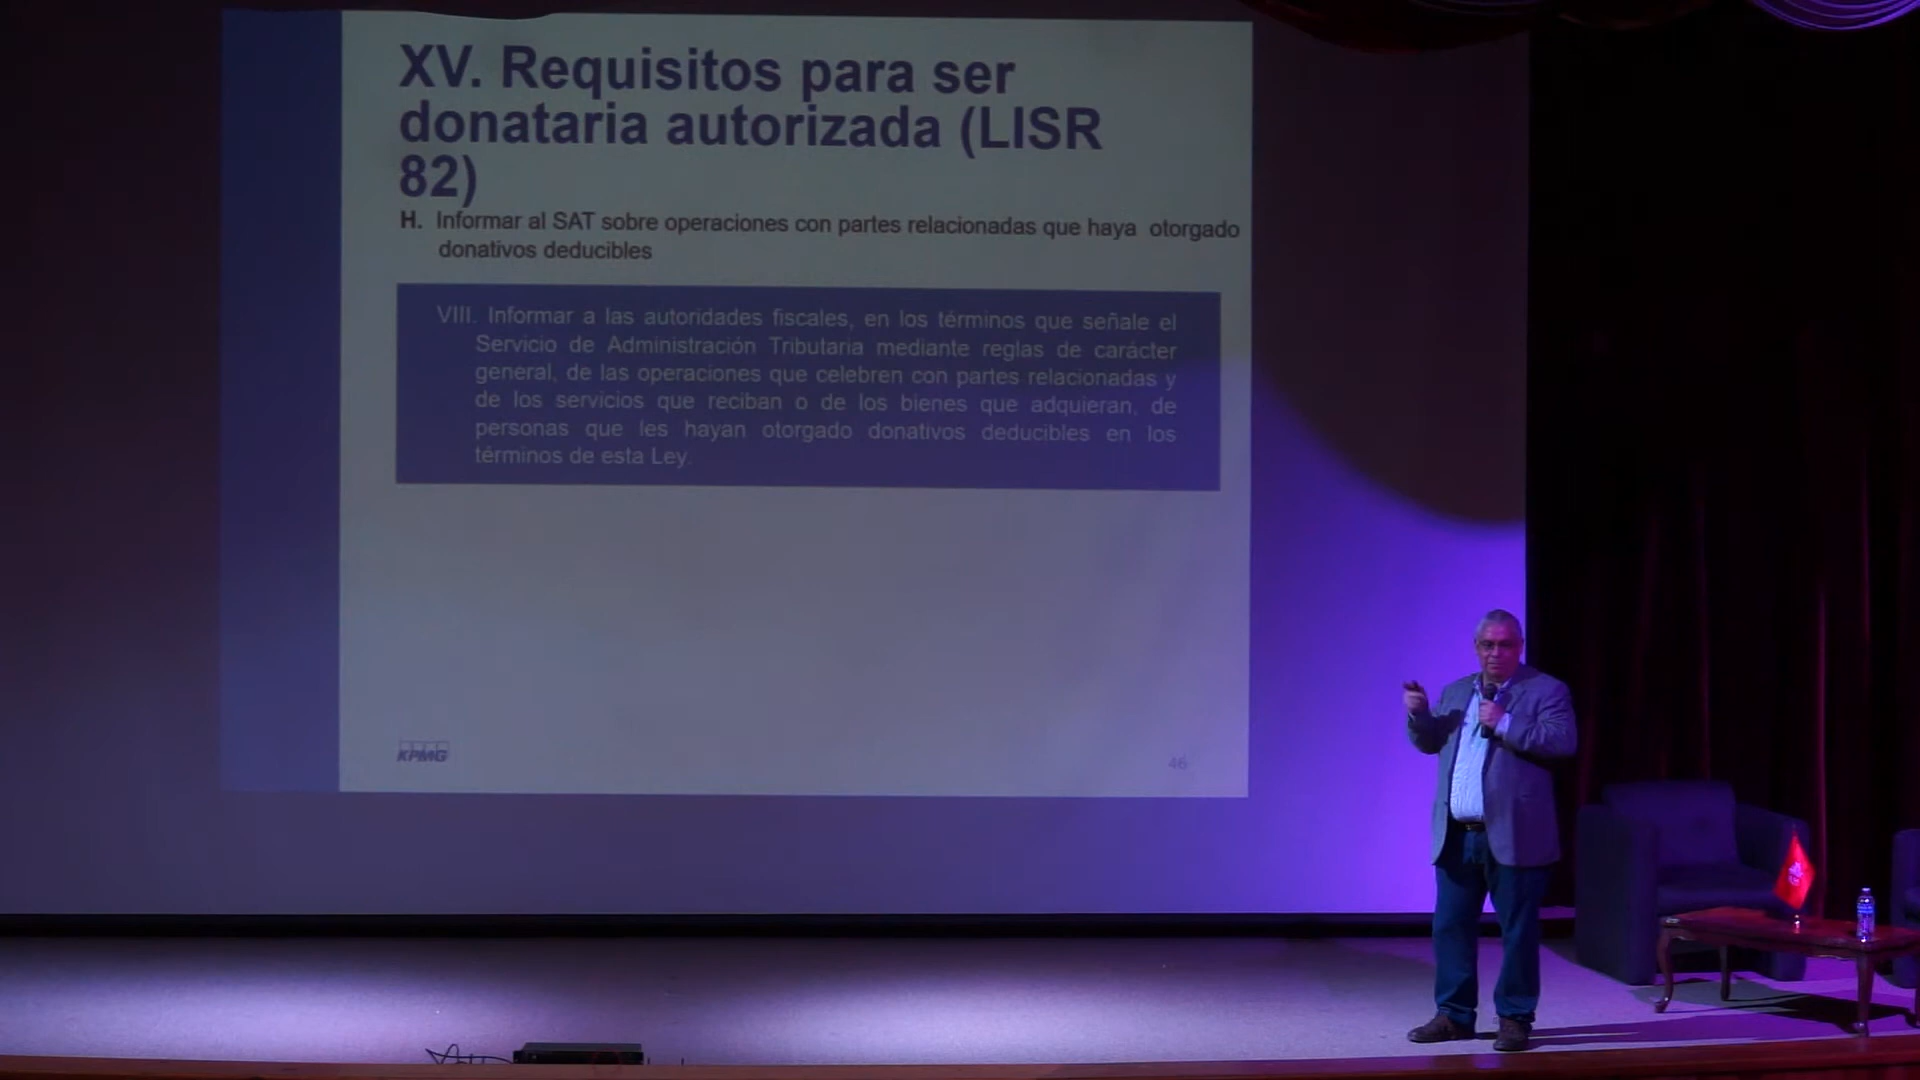 XV. Requisitos para ser
donataria autorizada (LISR
82)
H. Informar al SAT sobre operaciones con partes relacionadas que haya otorgado
donativos deducibles
VIII. Informar a las autoridades fiscales, en los términos que señale el
Servicio de Administración Tributaria mediante reglas de carácter
general, de las operaciones que celebren con partes relacionadas y
de los servicios que reciban o de los bienes que adquieran, de
personas que les hayan otorgado donativos deducibles en los
términos de esta Ley.
KPMG
46